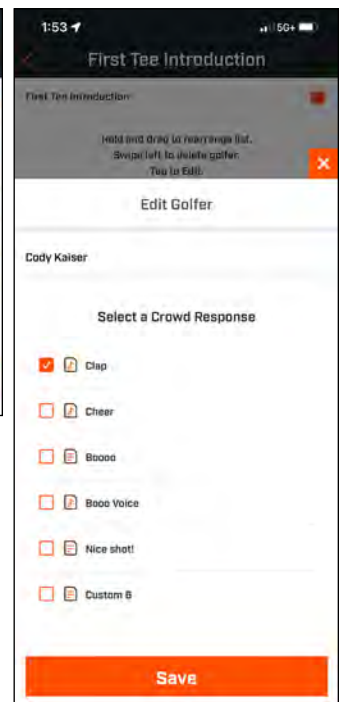 1:53
5G+
First Tee Introduction
First Tee Introduction
Hold and drag to rearrange list.
Swipe left to delete golfer.
Tap to Edit.
Edit Golfer
Cody Kaiser
Select a Crowd Response
Clap
Cheer
Boooo
Booo Voice
Nice shot!
Custom 6
Save